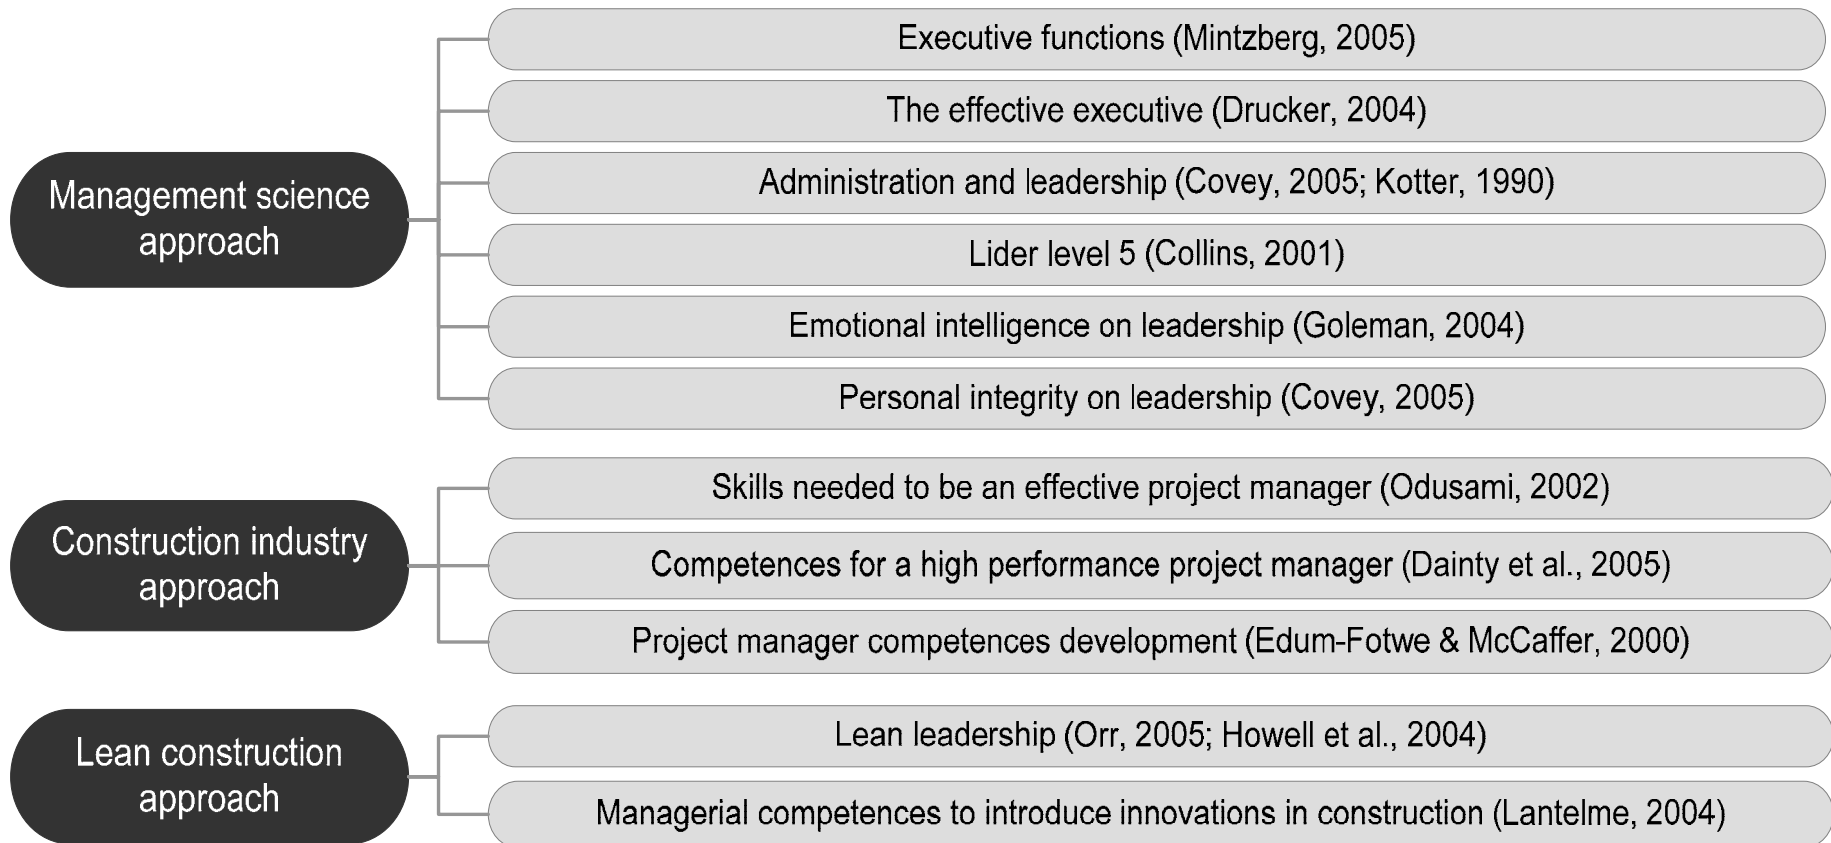 Management science
approach
Executive functions (Mintzberg, 2005)
The effective executive (Drucker, 2004)
Administration and leadership (Covey, 2005; Kotter, 1990)
Lider level 5 (Collins, 2001)
Emotional intelligence on leadership (Goleman, 2004)
Personal integrity on leadership (Covey, 2005)
Construction industry
approach
Skills needed to be an effective project manager (Odusami, 2002)
Competences for a high performance project manager (Dainty et al., 2005)
Project manager competences development (Edum-Fotwe & McCaffer, 2000)
Lean construction
approach
Lean leadership (Orr, 2005; Howell et al., 2004)
Managerial competences to introduce innovations in construction (Lantelme, 2004)